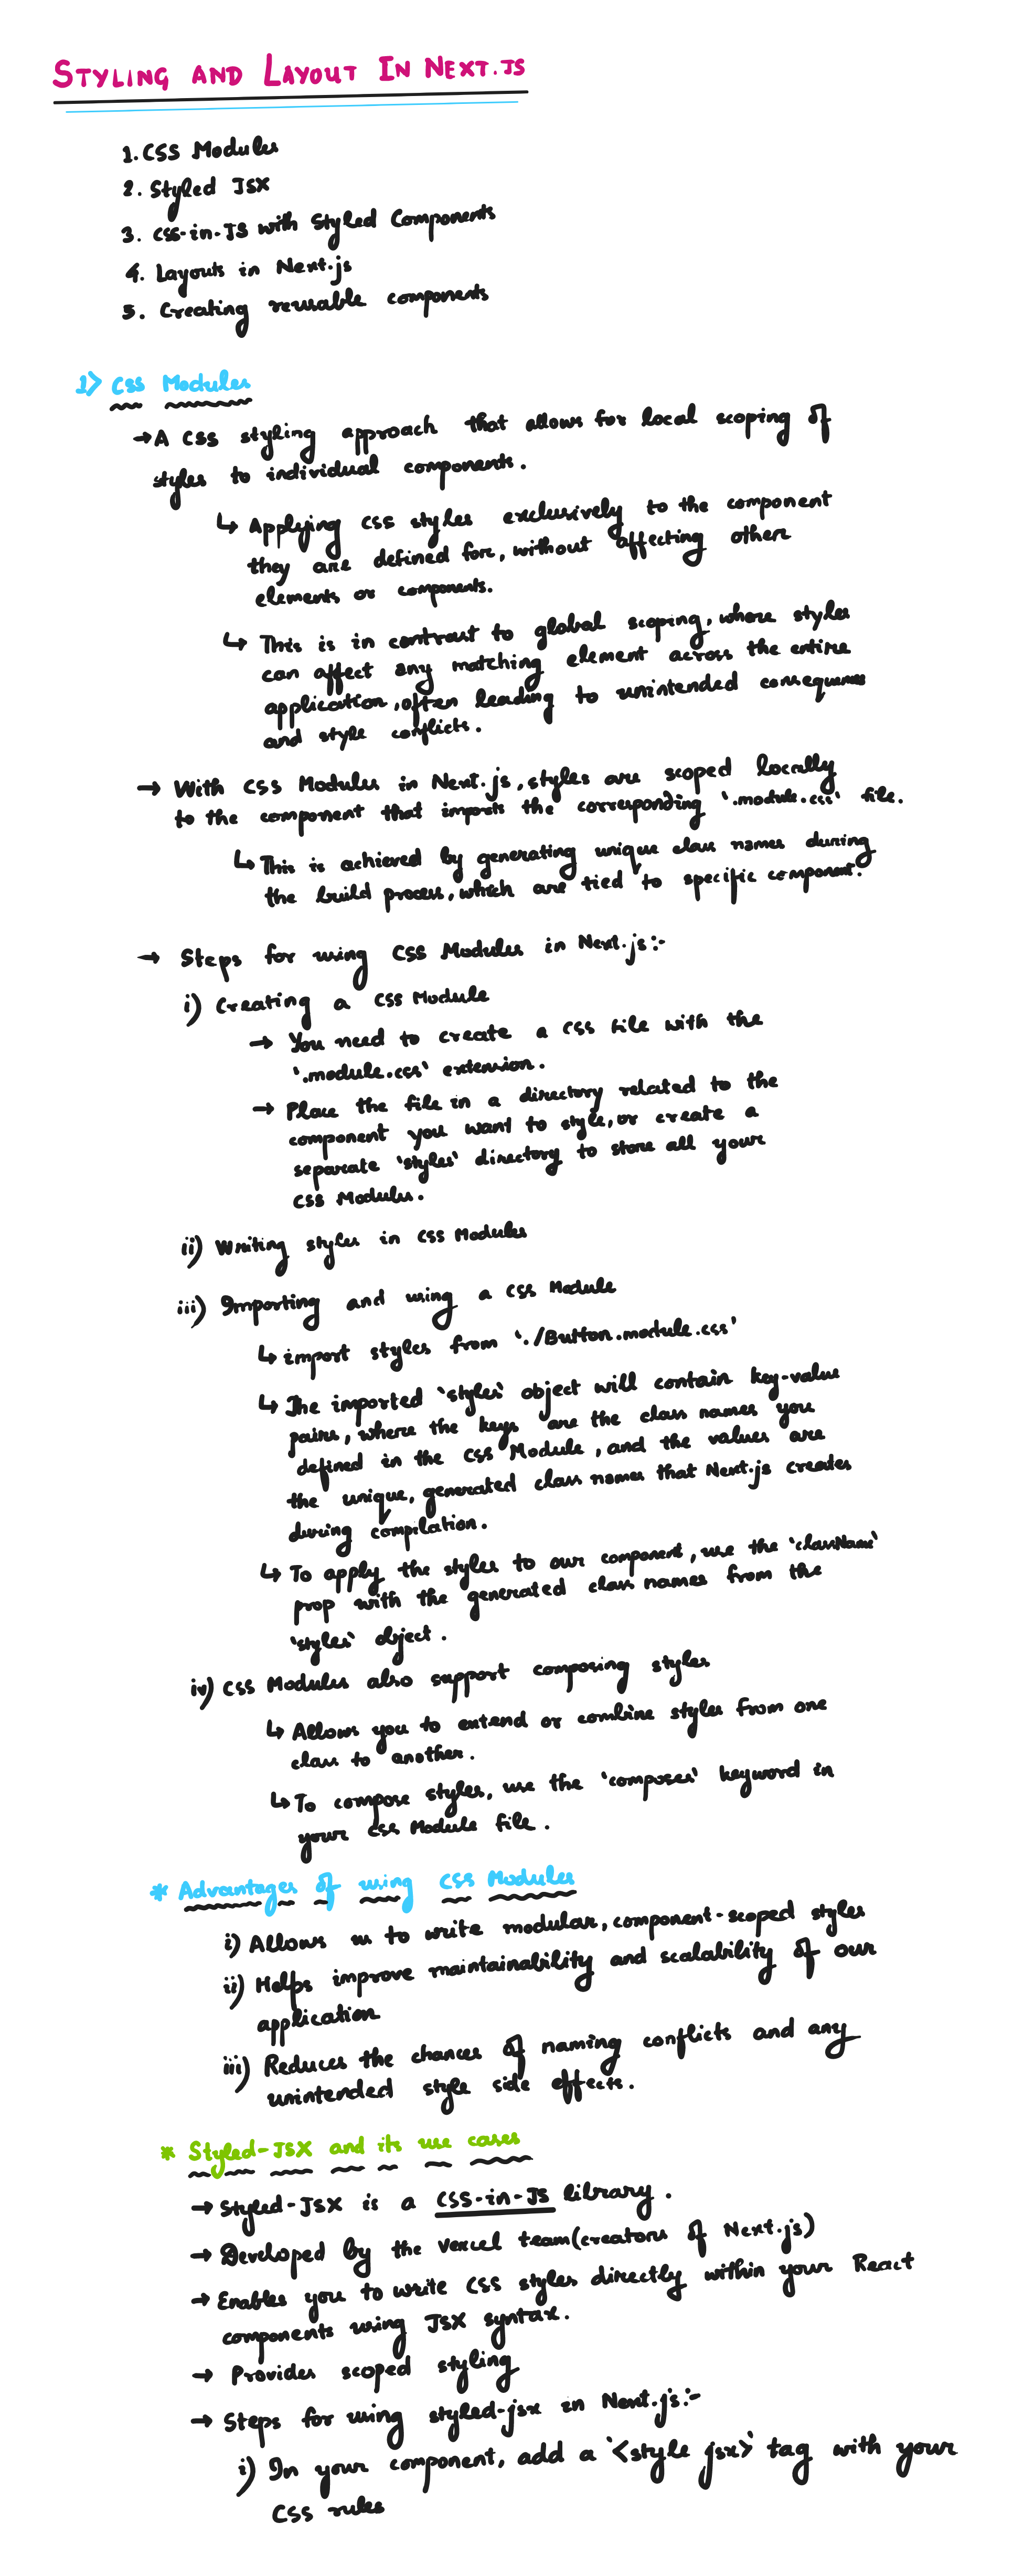 STYLING AND LAYOUT IN NEXT.JS
1. CSS Modules
2. Styled JSX
3. CSS-in-JS with Styled Components
4. Layouts in Next.js
5. Creating reusable components
1> CSS Modules
→ A CSS styling approach that allows for local scoping of
styles to individual components.
↳ Applying CSS styles exclusively to the component
they are defined for, without affecting other
elements or components.
↳ This is in contrast to global scoping, where styles
can affect any matching element across the entire
application, often leading to unintended consequences
and style conflicts.
→ With CSS Modules in Next.js, styles are scoped locally
to the component that imports the corresponding '.module.css' file.
↳ This is achieved by generating unique class names during
the build process, which are tied to specific component.
→ Steps for using CSS Modules in Next.js:-
i) Creating a CSS Module
→ You need to create a CSS file with the
'.module.css' extension.
→ Place the file in a directory related to the
component you want to style, or create a
separate 'styles' directory to store all your
CSS Modules.
ii) Writing styles in CSS Modules
iii) Importing and using a CSS Module
↳ import styles from './Button.module.css'
↳ The imported 'styles' object will contain key-value
pairs, where the keys are the class names you
defined in the CSS Module, and the values are
the unique, generated class names that Next.js creates
during compilation.
↳ To apply the styles to our component, use the 'className'
prop with the generated class names from the
'styles' object.
iv) CSS Modules also support composing styles
↳ Allows you to extend or combine styles from one
class to another.
↳ To compose styles, use the 'composes' keyword in
your CSS Module file.
* Advantages of using CSS Modules
i) Allows us to write modular, component-scoped styles
ii) Helps improve maintainability and scalability of our
application
iii) Reduces the chances of naming conflicts and any
unintended style side effects.
* Styled-JSX and its use cases
→ Styled-JSX is a CSS-in-JS library.
→ Developed by the Vercel team (creators of Next.js)
→ Enables you to write CSS styles directly within your React
components using JSX syntax.
→ Provides scoped styling
→ Steps for using styled-jsx in Next.js:-
i) In your component, add a '<style jsx>' tag with your
CSS rules